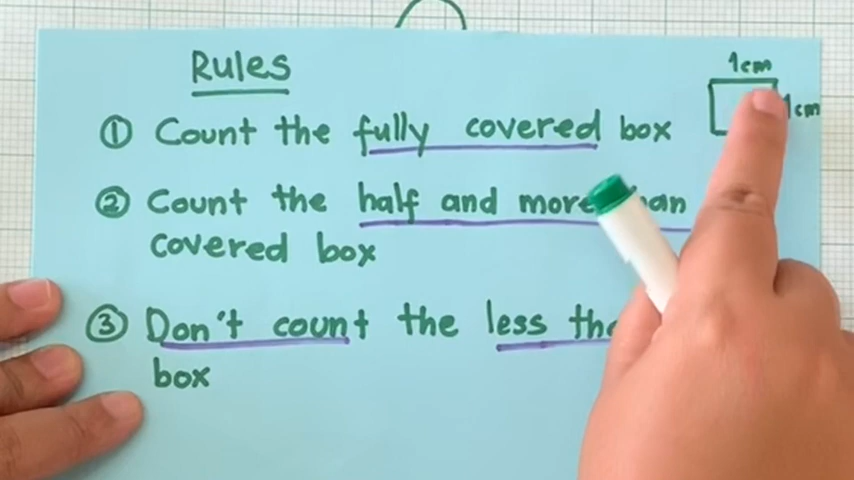 Rules
1cm
1cm
① Count the fully covered box
② Count the half and more
covered box
③ Don't count the less
box